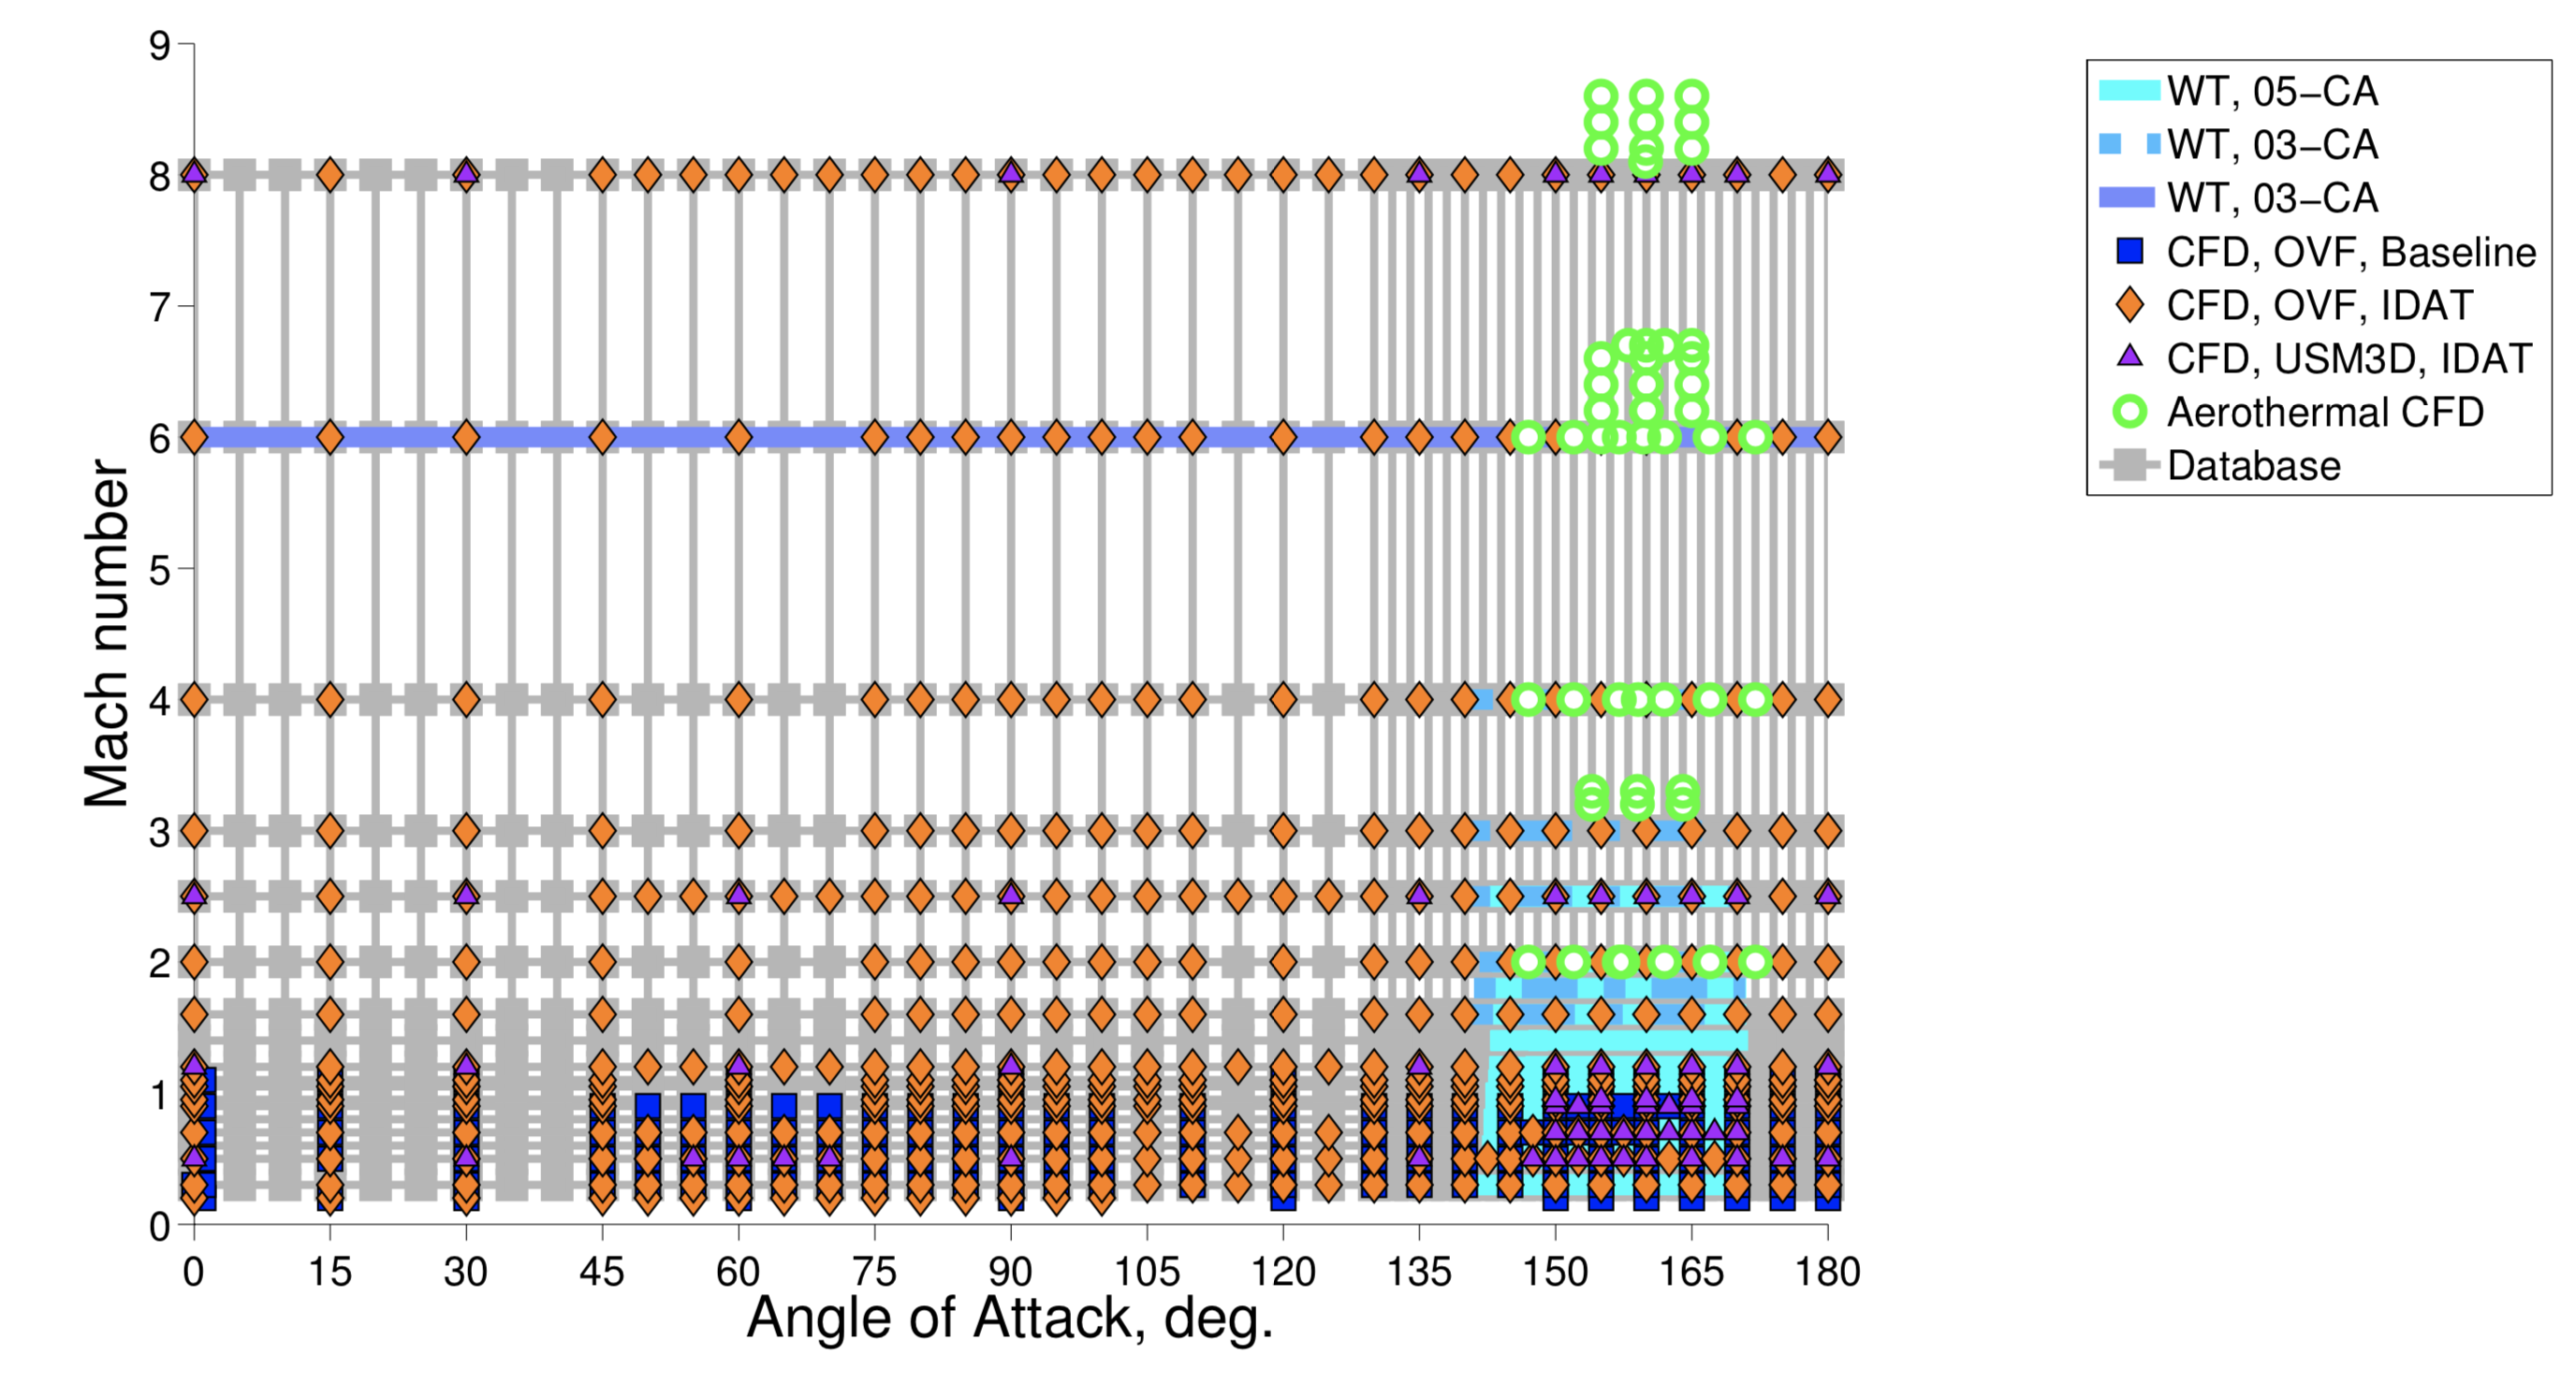 9
8
7
6
5
4
3
2
1
0
Mach number
0 15 30 45 60 75 90 105 120 135 150 165 180
Angle of Attack, deg.
WT, 05−CA
WT, 03−CA
WT, 03−CA
CFD, OVF, Baseline
CFD, OVF, IDAT
CFD, USM3D, IDAT
Aerothermal CFD
Database